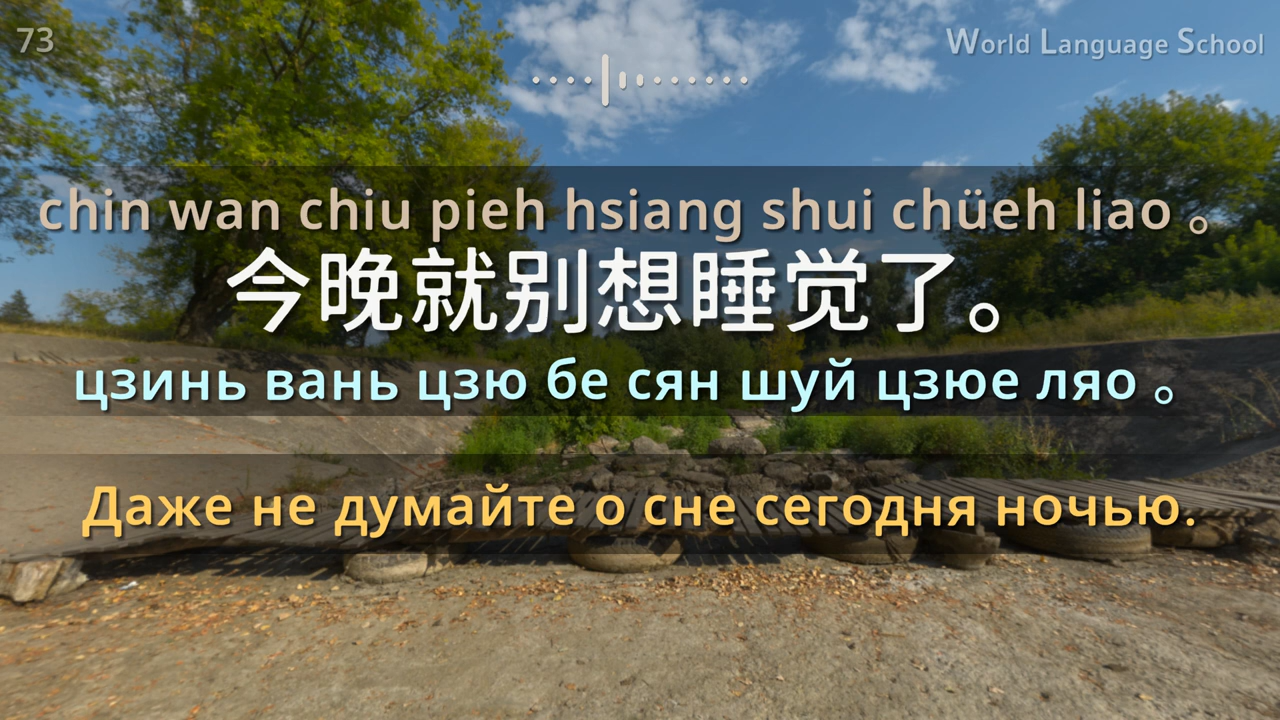 73
World Language School
chin wan chiu pieh hsiang shui chüeh liao 。
今晚就别想睡觉了。
цзинь вань цзю бе сян шуй цзюе ляо 。
Даже не думайте о сне сегодня ночью.